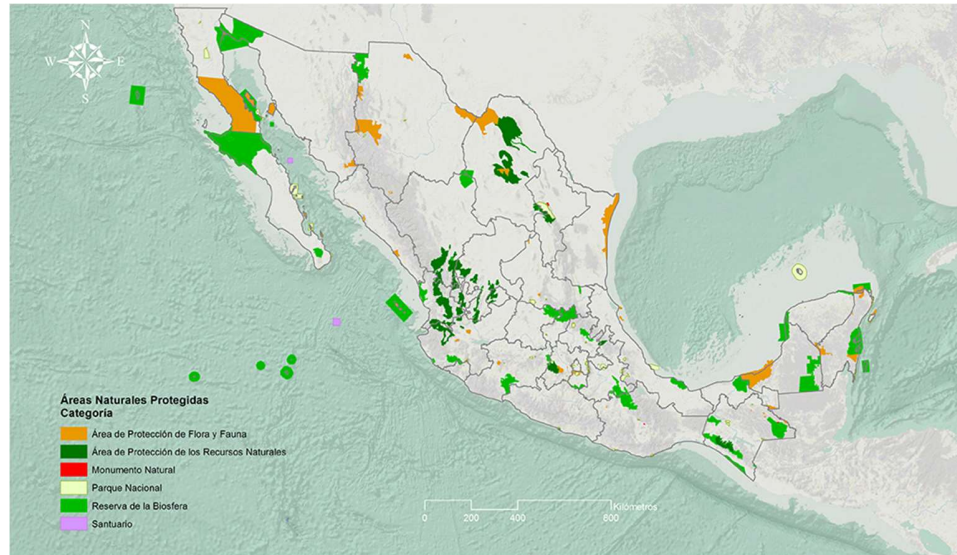 N
W E
S
Áreas Naturales Protegidas
Categoría
Área de Protección de Flora y Fauna
Área de Protección de los Recursos Naturales
Monumento Natural
Parque Nacional
Reserva de la Biosfera
Santuario
Kilómetros
0 200 400 600